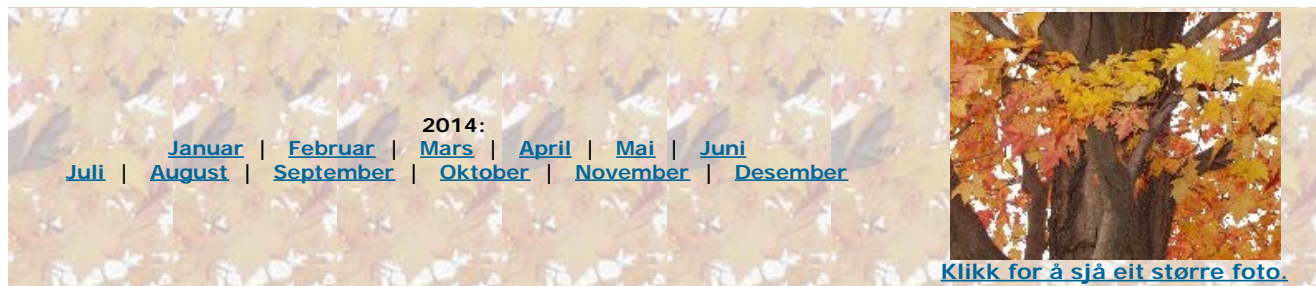 2014:
Januar | Februar | Mars | April | Mai | Juni
Juli | August | September | Oktober | November | Desember
Klikk for å sjå eit større foto.